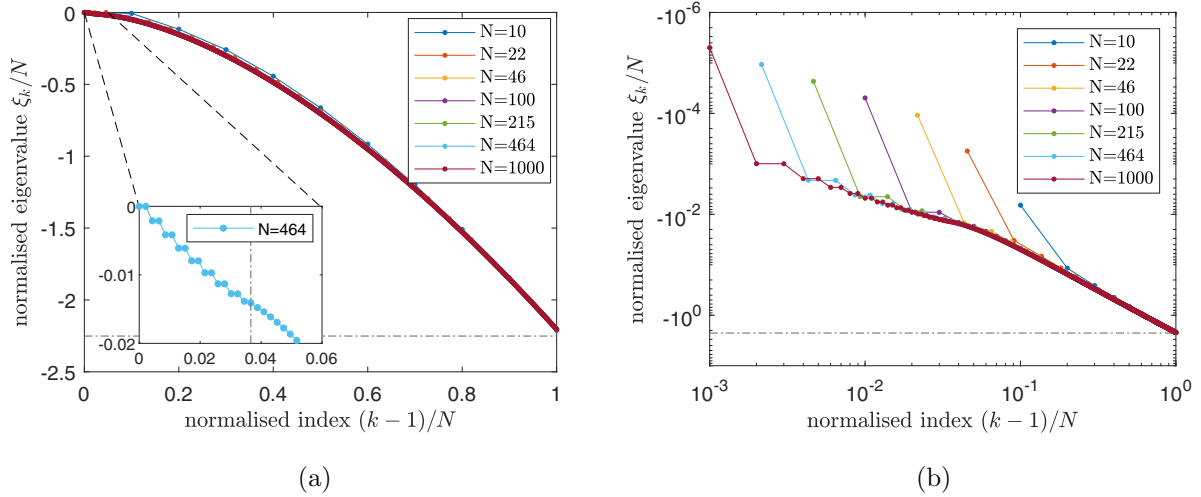 0
-0.5
-1
-1.5
-2
-2.5
normalised eigenvalue ξ_k/N
0 0.2 0.4 0.6 0.8 1
normalised index (k − 1)/N
N=10
N=22
N=46
N=100
N=215
N=464
N=1000
0
-0.01
-0.02
0 0.02 0.04 0.06
N=464
(a)
-10^-6
-10^-4
-10^-2
-10^0
normalised eigenvalue ξ_k/N
10^-3 10^-2 10^-1 10^0
normalised index (k − 1)/N
N=10
N=22
N=46
N=100
N=215
N=464
N=1000
(b)